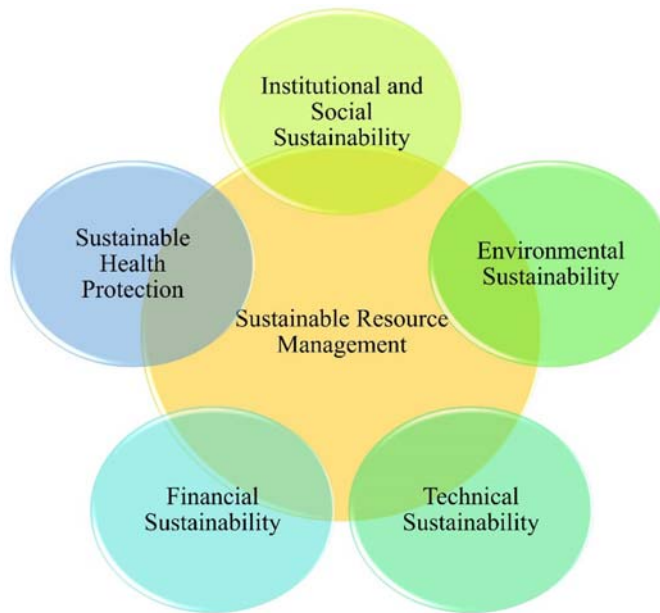 Institutional and
Social
Sustainability
Sustainable
Health
Protection
Environmental
Sustainability
Sustainable Resource
Management
Financial
Sustainability
Technical
Sustainability